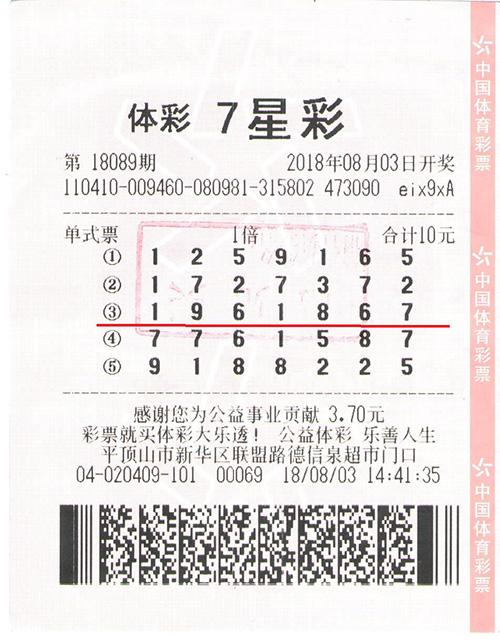 体彩 7星彩
第 18089期 2018年08月03日开奖
110410-009460-080981-315802 473090 eix9xA
单式票 1倍 合计10元
① 1 2 5 9 1 6 5
② 1 7 2 7 3 7 2
③ 1 9 6 1 8 6 7
④ 7 7 6 1 5 8 7
⑤ 9 1 8 8 2 2 5
感谢您为公益事业贡献 3.70元
彩票就买体彩大乐透! 公益体彩 乐善人生
平顶山市新华区联盟路德信泉超市门口
04-020409-101 00069 18/08/03 14:41:35
中国体育彩票
中国体育彩票
中国体育彩票